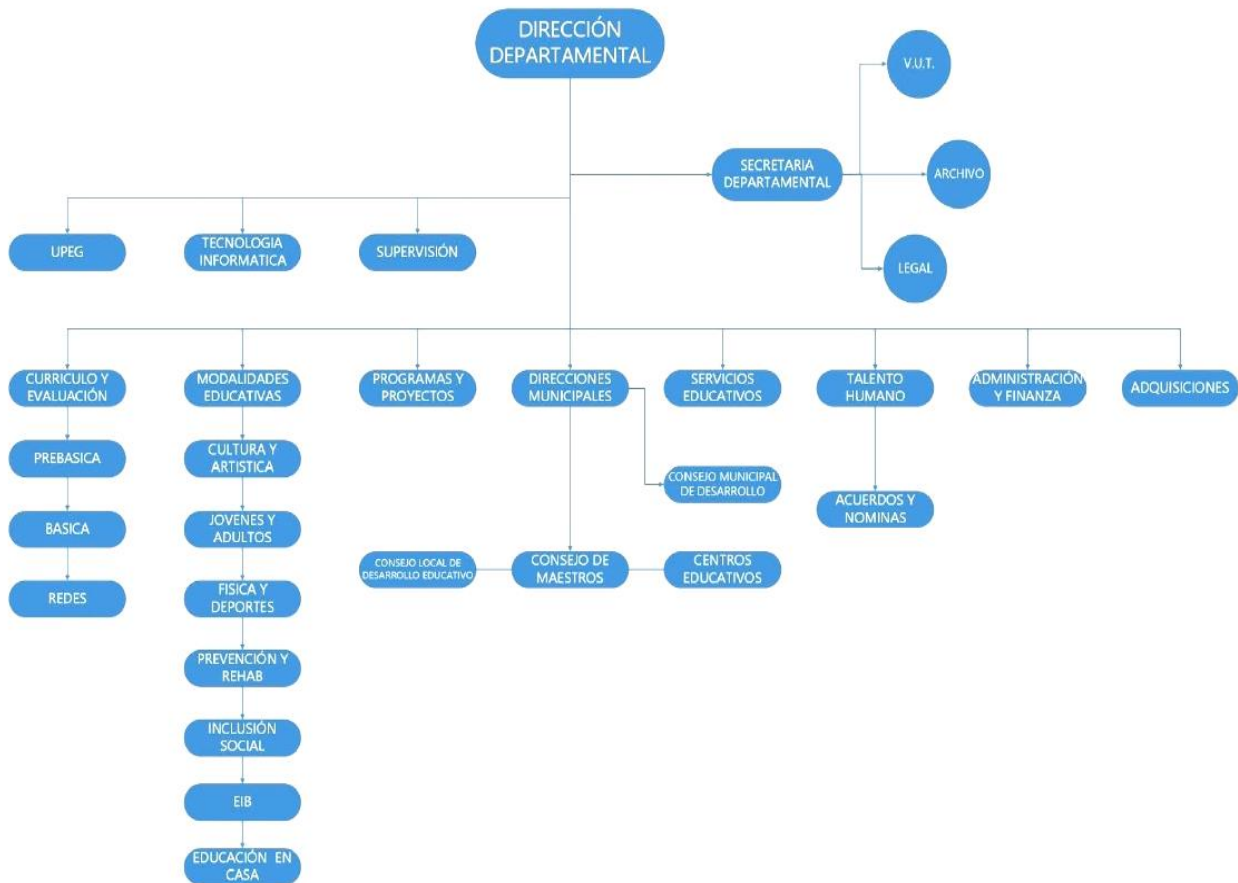 DIRECCIÓN
DEPARTAMENTAL
V.U.T.
SECRETARIA
DEPARTAMENTAL
ARCHIVO
UPEG
TECNOLOGIA
INFORMATICA
SUPERVISIÓN
LEGAL
CURRICULO Y
EVALUACIÓN
MODALIDADES
EDUCATIVAS
PROGRAMAS Y
PROYECTOS
DIRECCIONES
MUNICIPALES
SERVICIOS
EDUCATIVOS
TALENTO
HUMANO
ADMINISTRACIÓN
Y FINANZA
ADQUISICIONES
PREBASICA
CULTURA Y
ARTISTICA
CONSEJO MUNICIPAL
DE DESARROLLO
ACUERDOS Y
NOMINAS
BASICA
JOVENES Y
ADULTOS
CONSEJO LOCAL DE
DESARROLLO EDUCATIVO
CONSEJO DE
MAESTROS
CENTROS
EDUCATIVOS
REDES
FISICA Y
DEPORTES
PREVENCIÓN Y
REHAB
INCLUSIÓN
SOCIAL
EIB
EDUCACIÓN EN
CASA